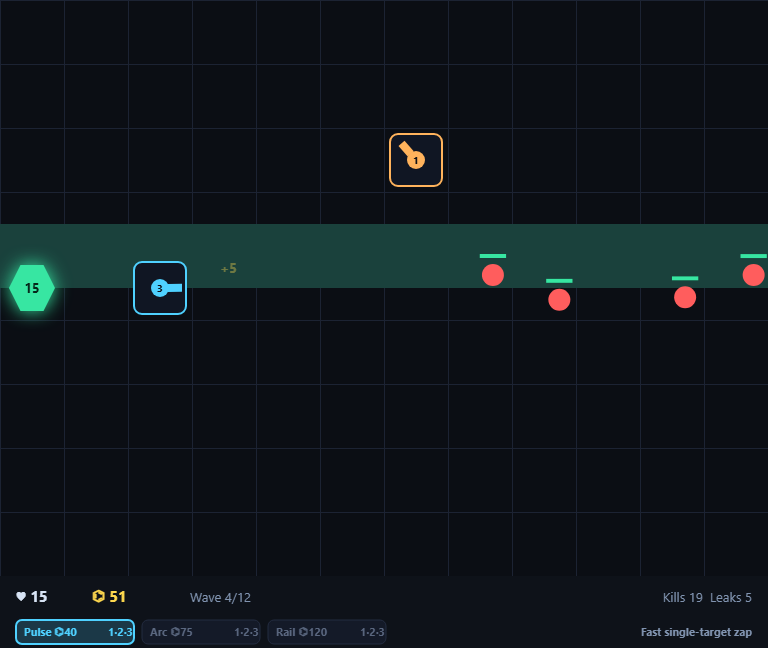 1
+5
15
3
♥ 15 51 Wave 4/12 Kills 19 Leaks 5
Pulse ⌬40 1·2·3 Arc ⌬75 1·2·3 Rail ⌬120 1·2·3 Fast single-target zap